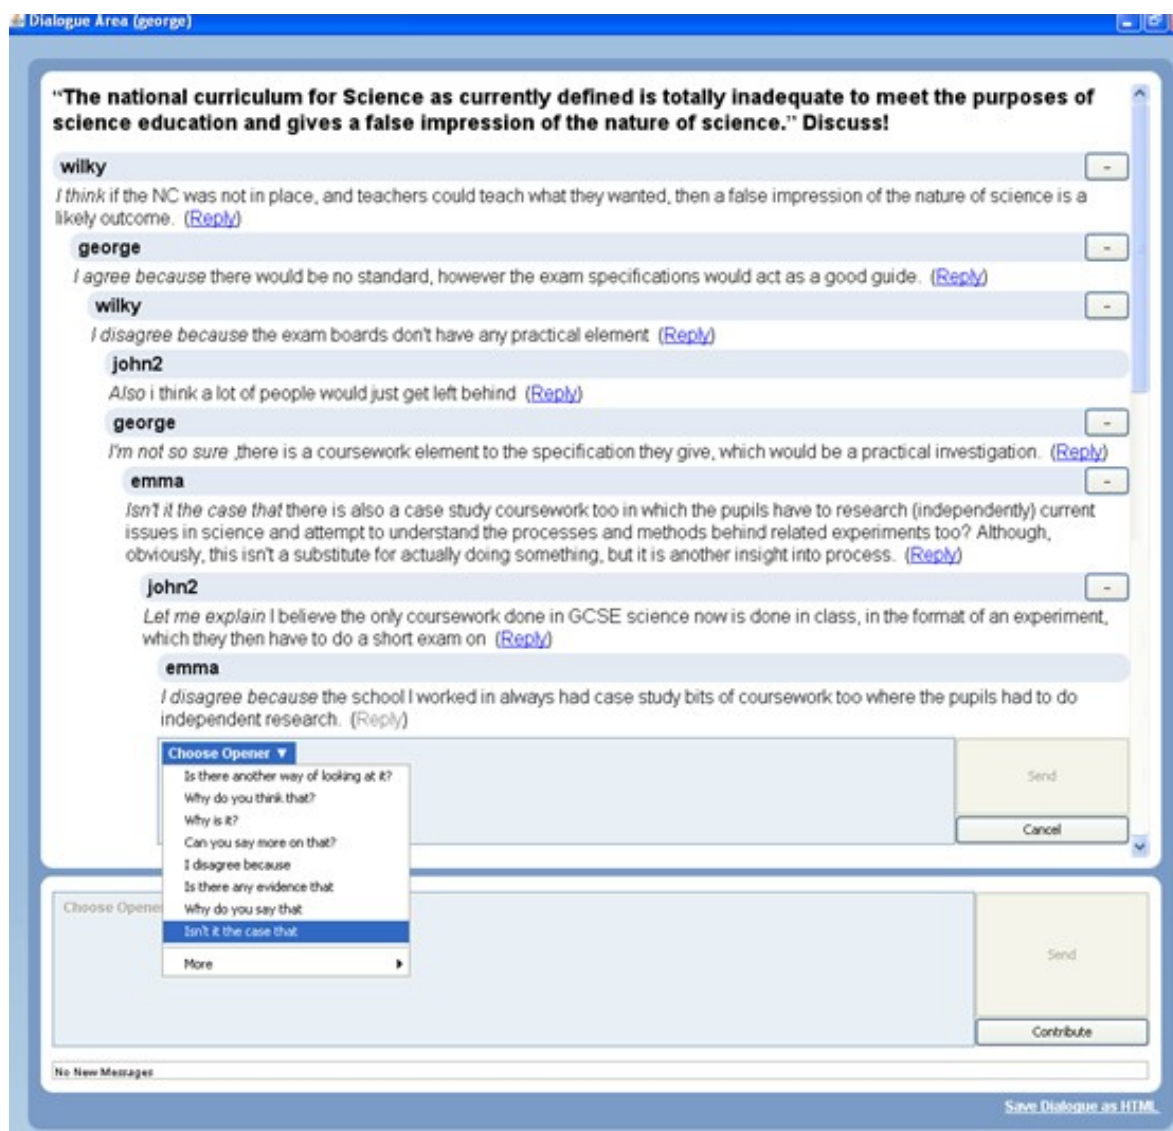 Dialogue Area (george)
“The national curriculum for Science as currently defined is totally inadequate to meet the purposes of
science education and gives a false impression of the nature of science.” Discuss!
wilky
I think if the NC was not in place, and teachers could teach what they wanted, then a false impression of the nature of science is a
likely outcome. (Reply)
george
I agree because there would be no standard, however the exam specifications would act as a good guide. (Reply)
wilky
I disagree because the exam boards don't have any practical element (Reply)
john2
Also i think a lot of people would just get left behind (Reply)
george
I'm not so sure ,there is a coursework element to the specification they give, which would be a practical investigation. (Reply)
emma
Isn't it the case that there is also a case study coursework too in which the pupils have to research (independently) current
issues in science and attempt to understand the processes and methods behind related experiments too? Although,
obviously, this isn't a substitute for actually doing something, but it is another insight into process. (Reply)
john2
Let me explain I believe the only coursework done in GCSE science now is done in class, in the format of an experiment,
which they then have to do a short exam on (Reply)
emma
I disagree because the school I worked in always had case study bits of coursework too where the pupils had to do
independent research. (Reply)
Choose Opener ▼
Is there another way of looking at it?
Why do you think that?
Why is it?
Can you say more on that?
I disagree because
Is there any evidence that
Why do you say that
Isn't it the case that
More
Send
Cancel
Choose Opener
Send
Contribute
No New Messages
Save Dialogue as HTML